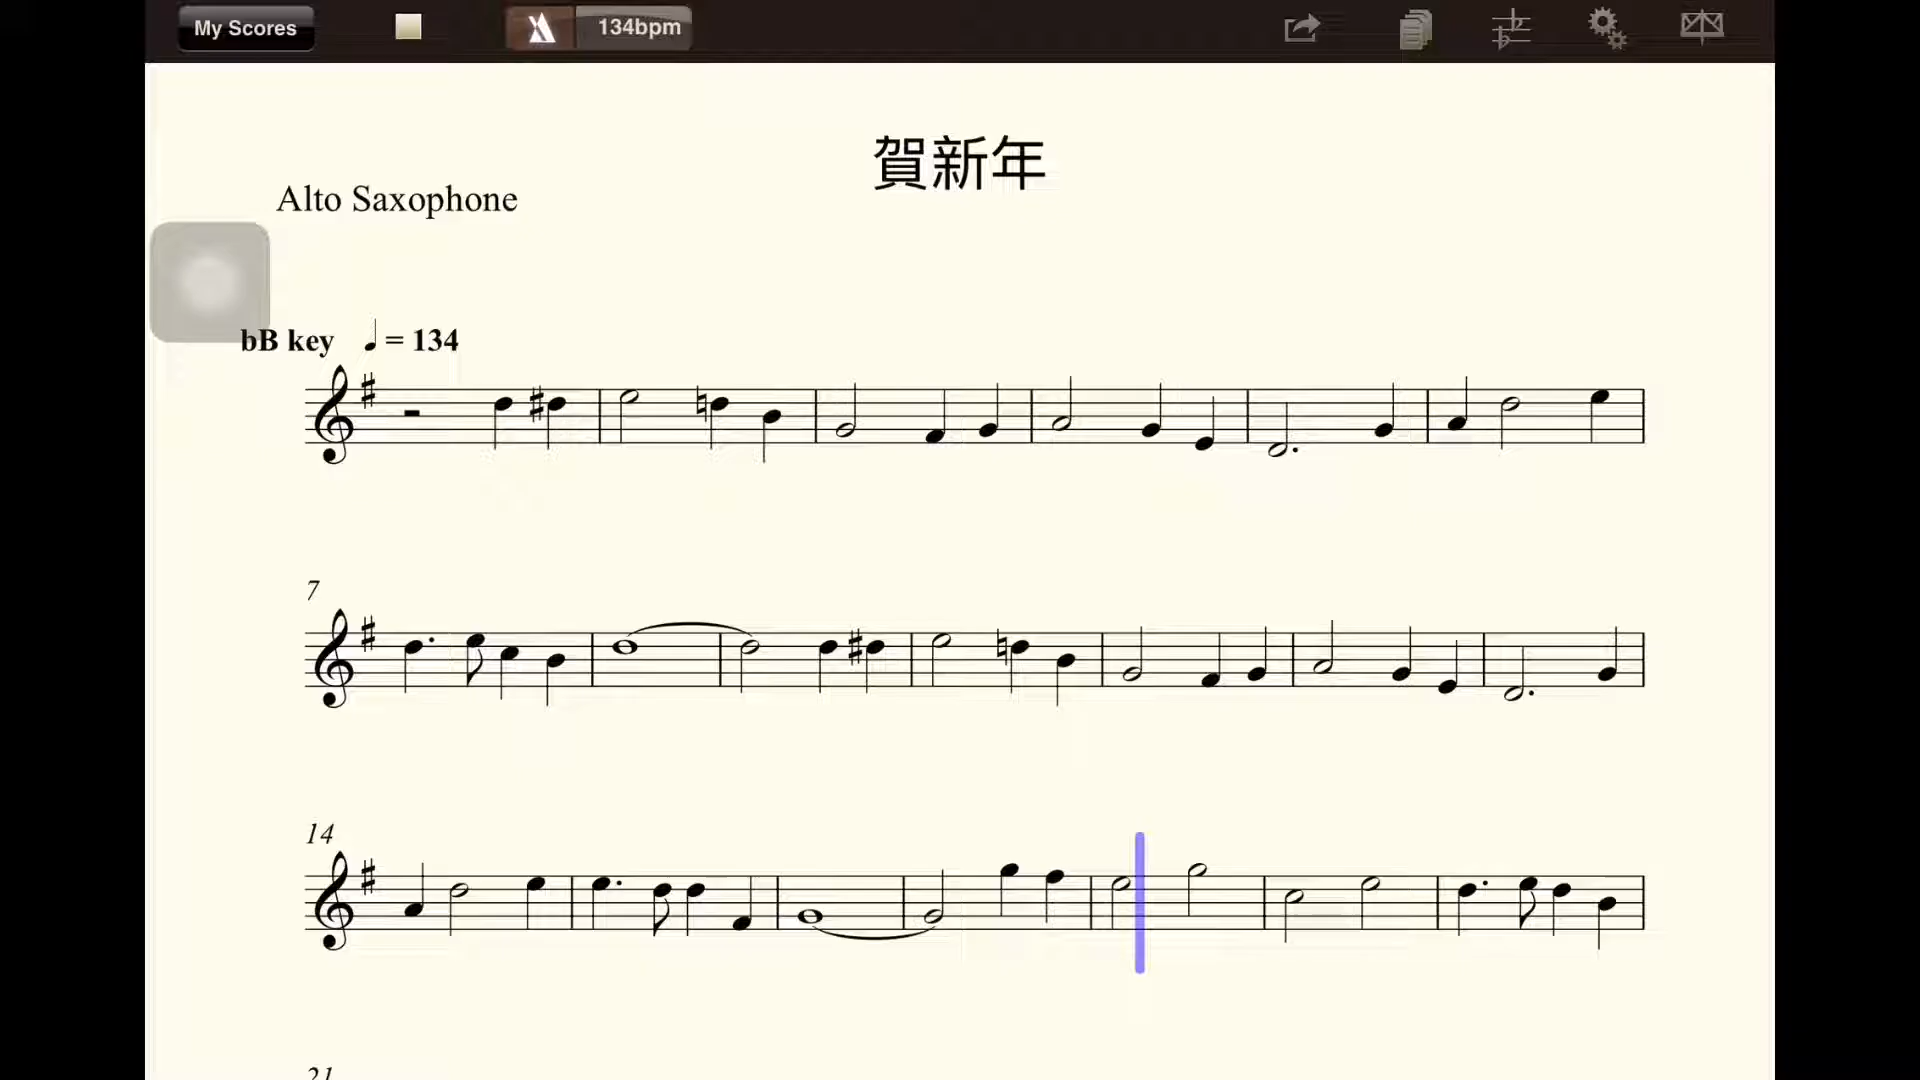 My Scores 134bpm
賀新年
Alto Saxophone
bB key ♩ = 134
7
14
21